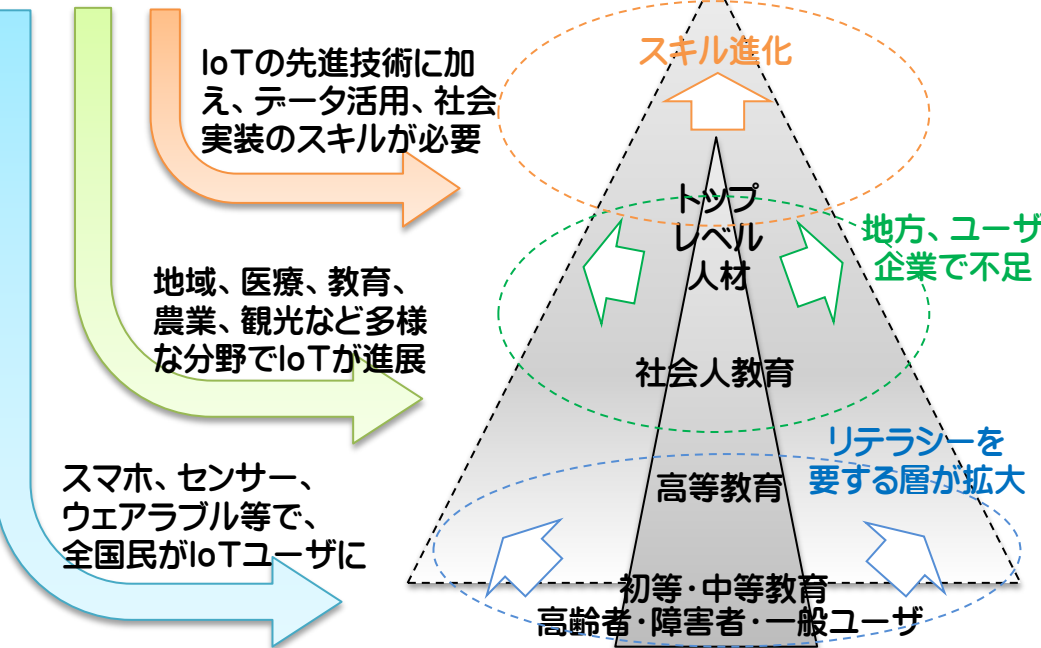 IoTの先進技術に加
え、データ活用、社会
実装のスキルが必要
地域、医療、教育、
農業、観光など多様
な分野でIoTが進展
スマホ、センサー、
ウェアラブル等で、
全国民がIoTユーザに
スキル進化
トップ
レベル
人材
地方、ユーザ
企業で不足
社会人教育
リテラシーを
要する層が拡大
高等教育
初等・中等教育
高齢者・障害者・一般ユーザ